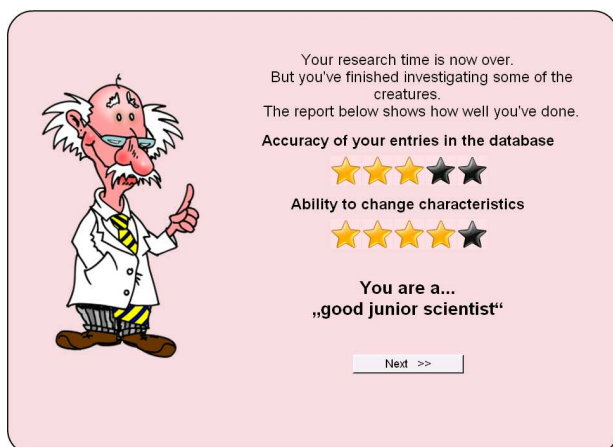 Your research time is now over.
But you've finished investigating some of the
creatures.
The report below shows how well you've done.
Accuracy of your entries in the database
Ability to change characteristics
You are a...
„good junior scientist“
Next >>